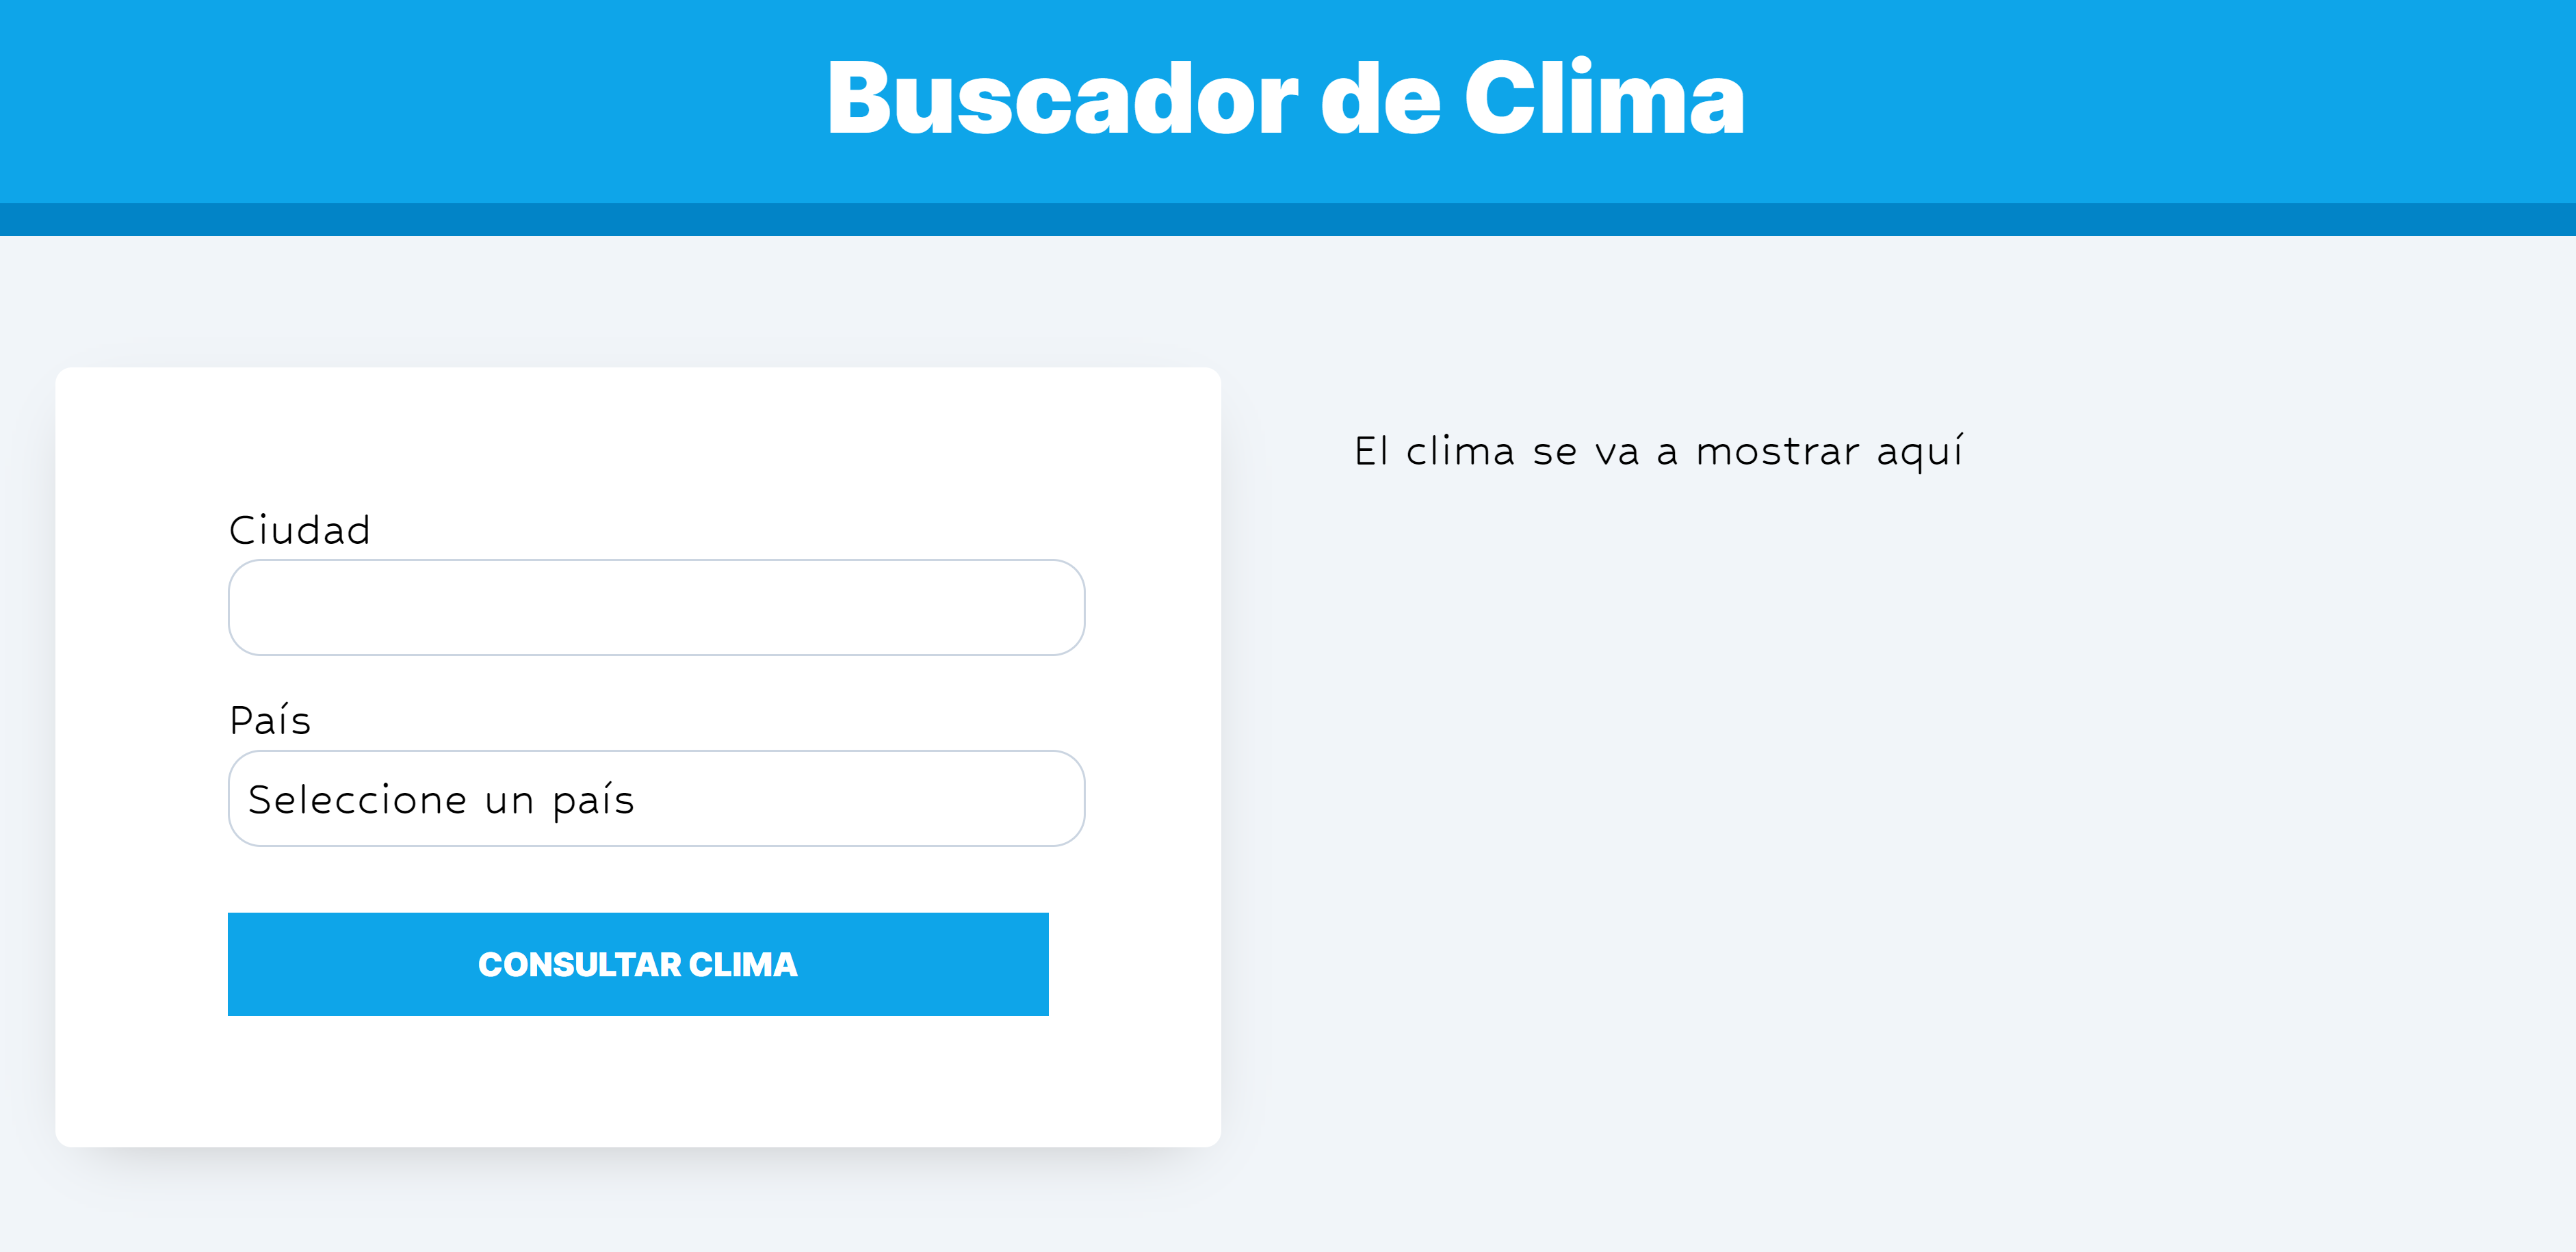 Buscador de Clima
El clima se va a mostrar aquí
Ciudad
País
Seleccione un país
CONSULTAR CLIMA